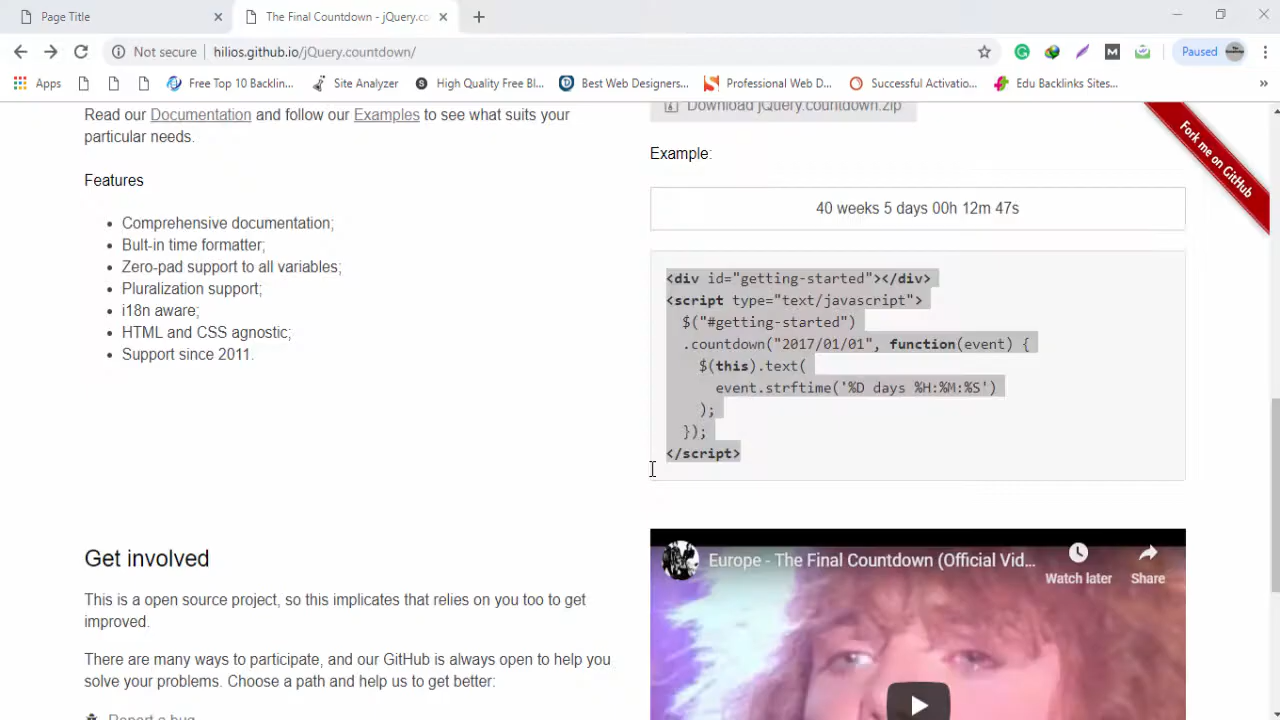 Page Title
The Final Countdown - jQuery.co
Not secure
hilios.github.io/jQuery.countdown/
Paused
Apps
Free Top 10 Backlin...
Site Analyzer
High Quality Free Bl...
Best Web Designers...
Professional Web D...
Successful Activatio...
Edu Backlinks Sites...
»
Read our Documentation and follow our Examples to see what suits your
particular needs.
Features
Comprehensive documentation;
Bult-in time formatter;
Zero-pad support to all variables;
Pluralization support;
i18n aware;
HTML and CSS agnostic;
Support since 2011.
Get involved
This is a open source project, so this implicates that relies on you too to get
improved.
There are many ways to participate, and our GitHub is always open to help you
solve your problems. Choose a path and help us to get better:
Report a bug
Download jQuery.countdown.zip
Fork me on GitHub
Example:
40 weeks 5 days 00h 12m 47s
<div id="getting-started"></div>
<script type="text/javascript">
$("#getting-started")
.countdown("2017/01/01", function(event) {
$(this).text(
event.strftime('%D days %H:%M:%S')
);
});
</script>
Europe - The Final Countdown (Official Vid...
Watch later
Share